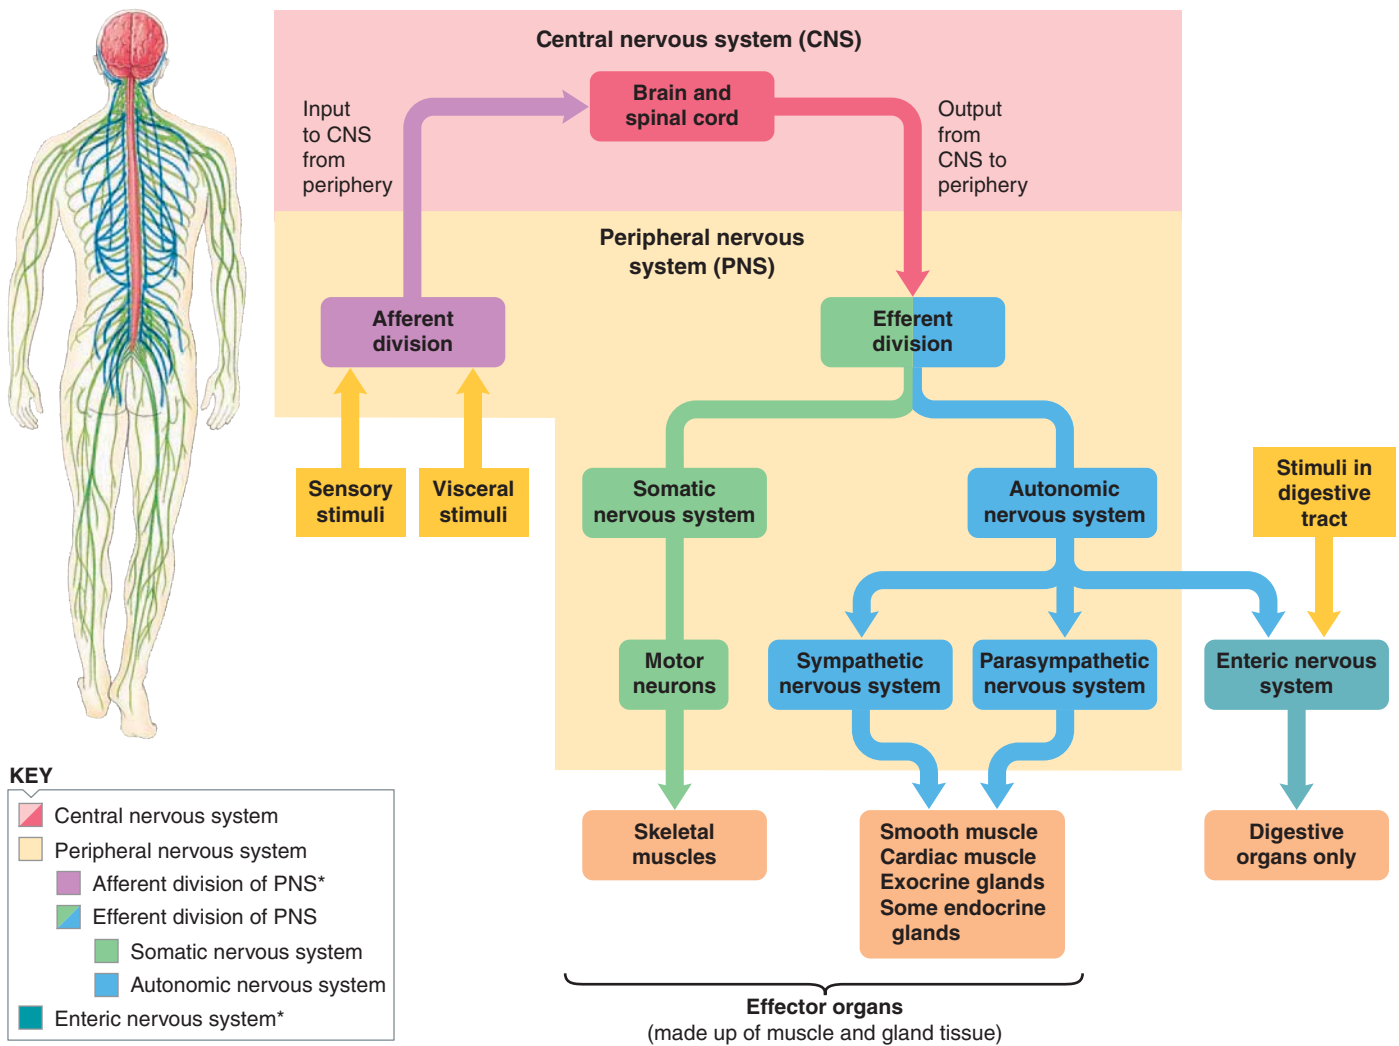 Central nervous system (CNS)
Input
to CNS
from
periphery
Brain and
spinal cord
Output
from
CNS to
periphery
Peripheral nervous
system (PNS)
Afferent
division
Efferent
division
Sensory
stimuli
Visceral
stimuli
Somatic
nervous system
Autonomic
nervous system
Stimuli in
digestive
tract
Motor
neurons
Sympathetic
nervous system
Parasympathetic
nervous system
Enteric nervous
system
Skeletal
muscles
Smooth muscle
Cardiac muscle
Exocrine glands
Some endocrine
glands
Digestive
organs only
Effector organs
(made up of muscle and gland tissue)
KEY
Central nervous system
Peripheral nervous system
Afferent division of PNS*
Efferent division of PNS
Somatic nervous system
Autonomic nervous system
Enteric nervous system*